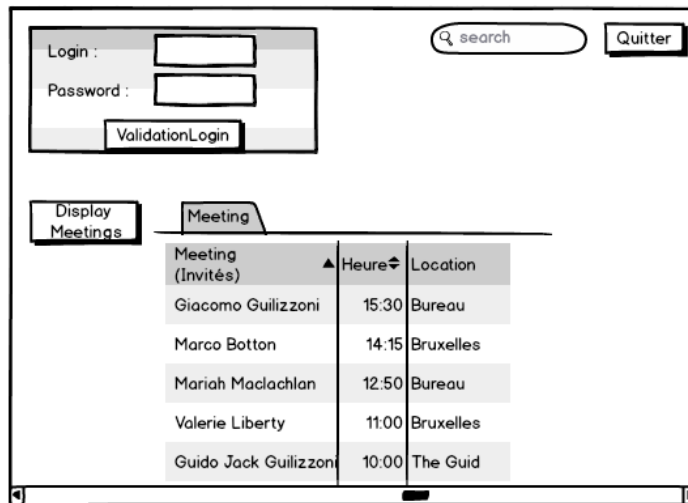 Login :
search
Quitter
Password :
ValidationLogin
Display
Meetings
Meeting
Meeting
(Invités)
Heure
Location
Giacomo Guilizzoni 15:30 Bureau
Marco Botton 14:15 Bruxelles
Mariah Maclachlan 12:50 Bureau
Valerie Liberty 11:00 Bruxelles
Guido Jack Guilizzoni 10:00 The Guid